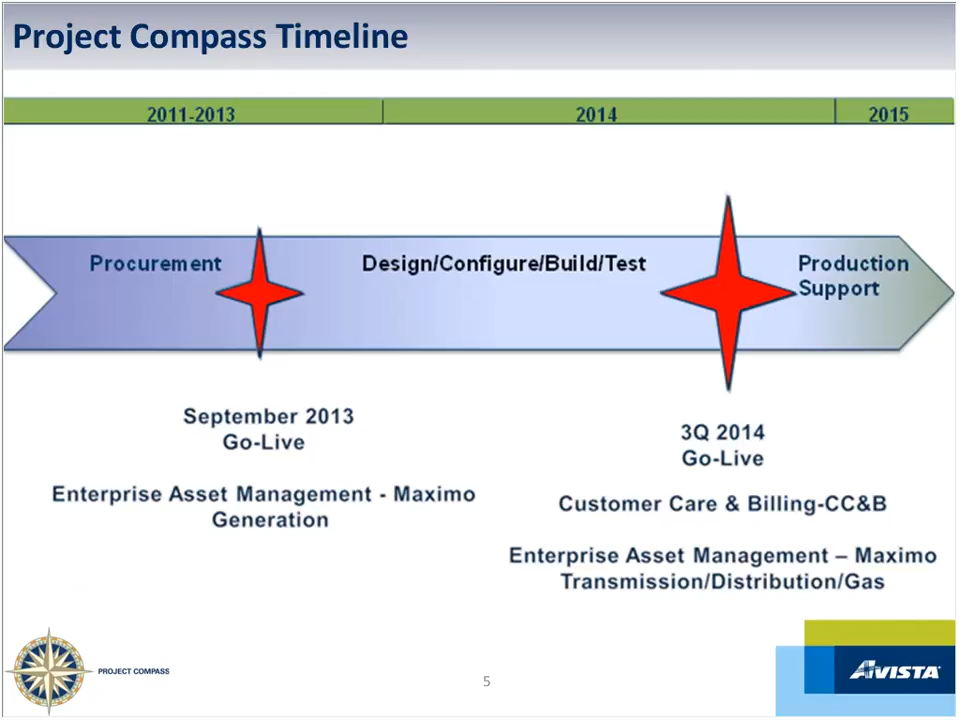 Project Compass Timeline
2011-2013 2014 2015
Procurement Design/Configure/Build/Test Production
Support
September 2013
Go-Live
Enterprise Asset Management - Maximo
Generation
3Q 2014
Go-Live
Customer Care & Billing-CC&B
Enterprise Asset Management – Maximo
Transmission/Distribution/Gas
PROJECT COMPASS
5
AVISTA